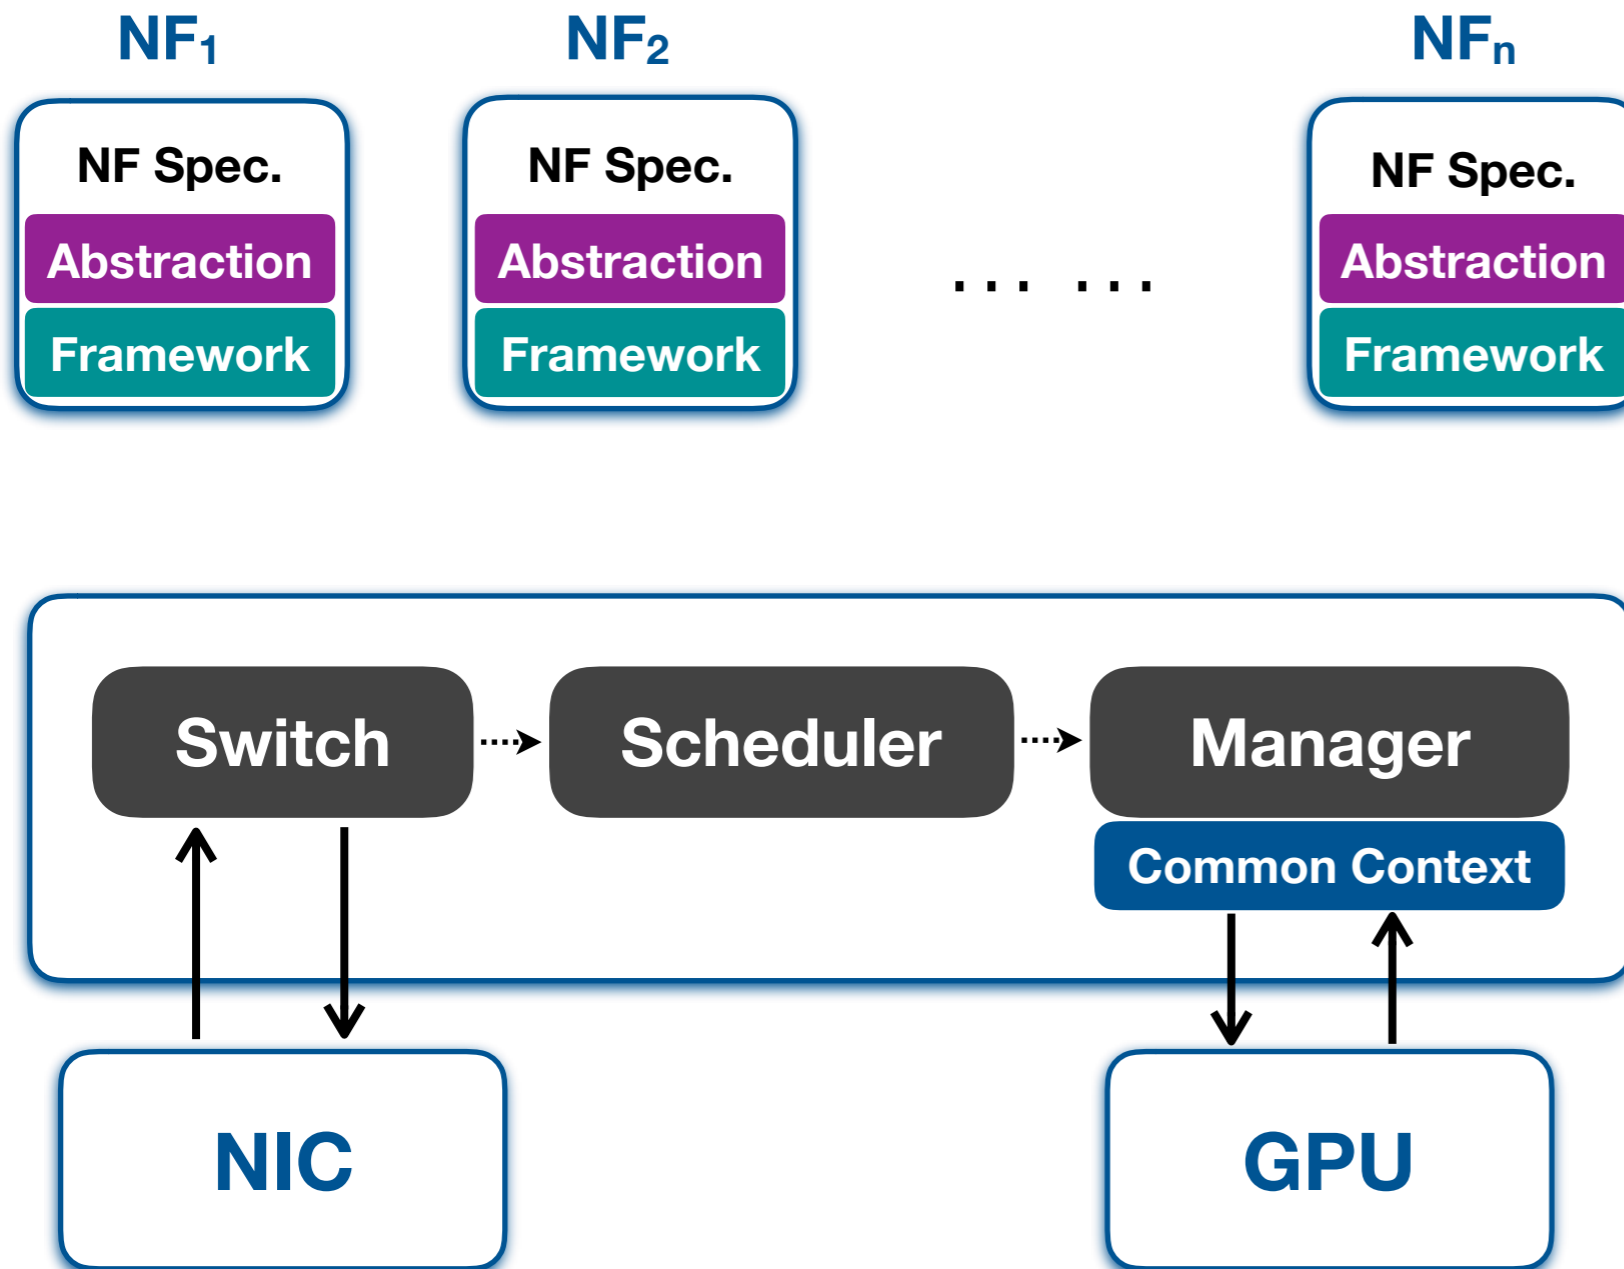 NF₁ NF₂ NFₙ
NF Spec. NF Spec. NF Spec.
Abstraction Abstraction ... ... Abstraction
Framework Framework Framework
Switch Scheduler Manager
Common Context
NIC GPU